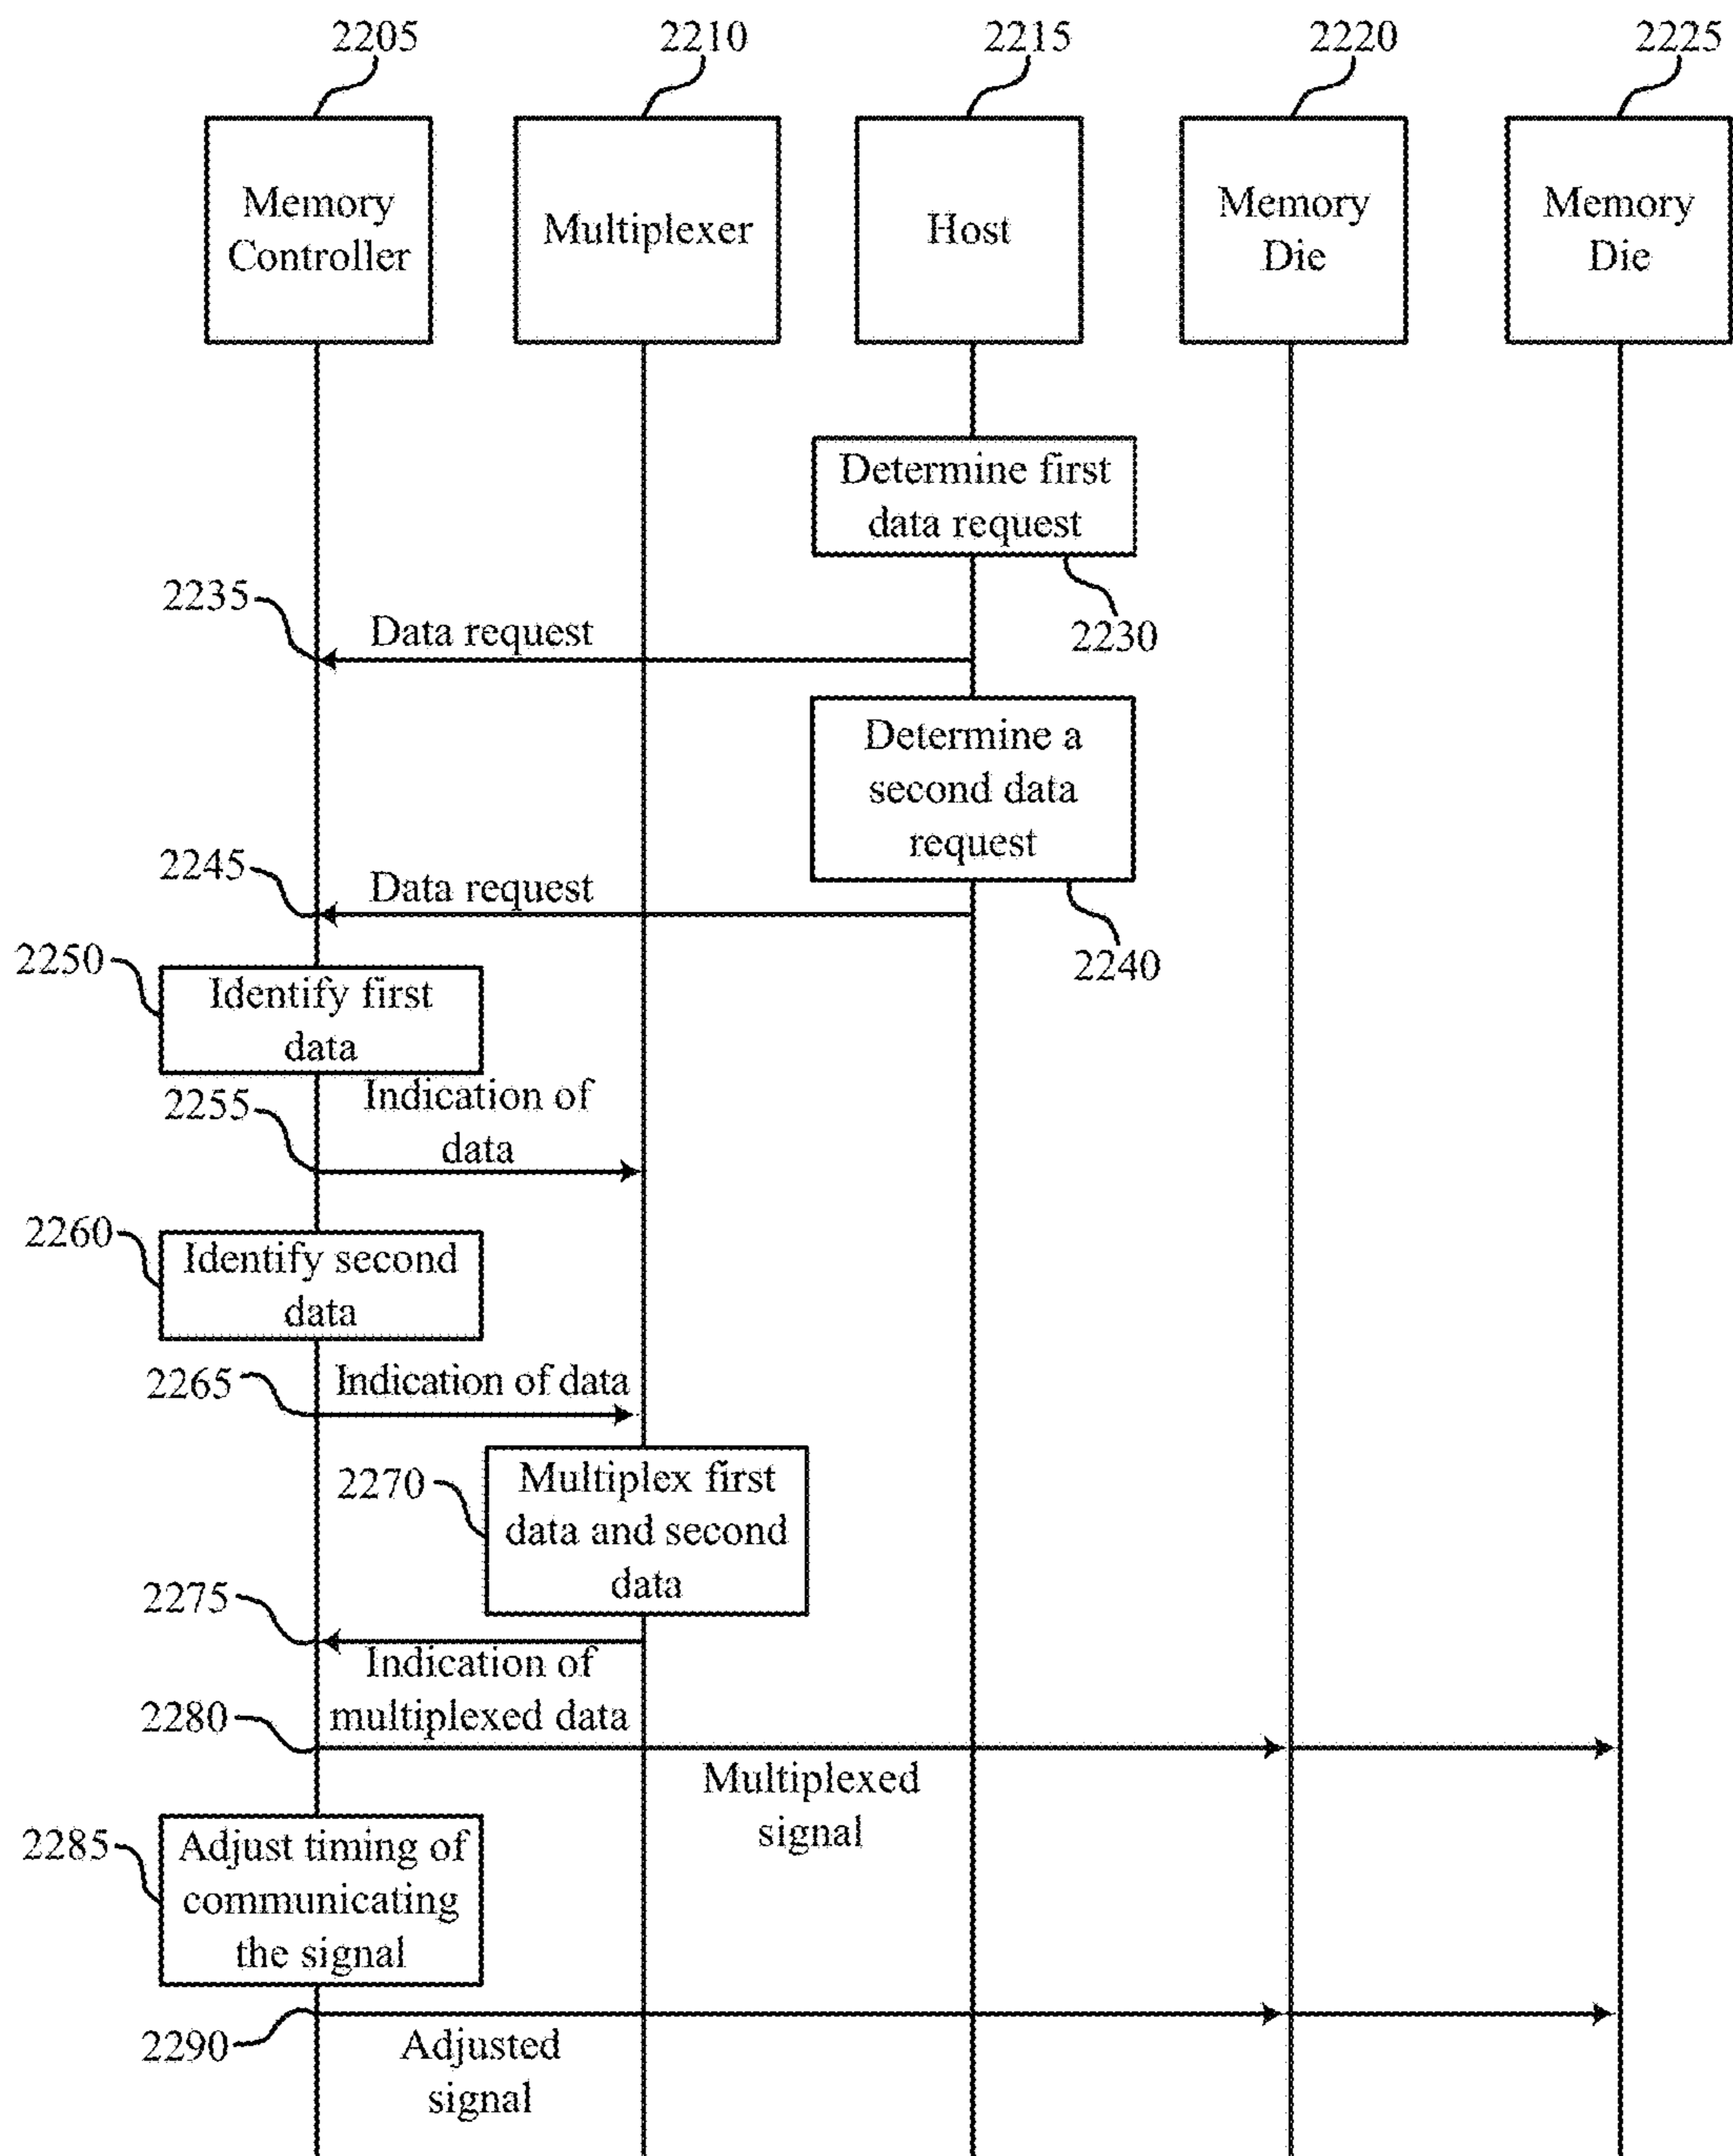 2205
2210
2215
2220
2225
Memory
Controller
Multiplexer
Host
Memory
Die
Memory
Die
Determine first
data request
2230
2235
Data request
Determine a
second data
request
2240
2245
Data request
2250
Identify first
data
2255
Indication of
data
2260
Identify second
data
2265
Indication of data
2270
Multiplex first
data and second
data
2275
Indication of
multiplexed data
2280
Multiplexed
signal
2285
Adjust timing of
communicating
the signal
2290
Adjusted
signal